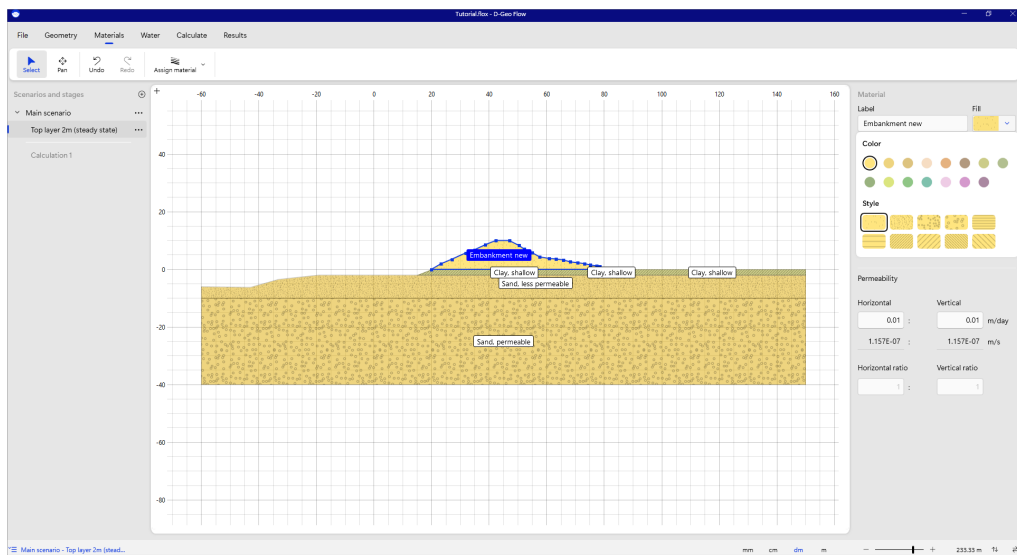 Tutorial.flox - D-Geo Flow
File Geometry Materials Water Calculate Results
Select Pan Undo Redo Assign material
Scenarios and stages
Main scenario
Top layer 2m (steady state)
Calculation 1
-60 -40 -20 0 20 40 60 80 100 120 140 160
40
20
0
-20
-40
-60
-80
Embankment new
Clay, shallow Clay, shallow Clay, shallow
Sand, less permeable
Sand, permeable
Material
Label Fill
Embankment new
Color
Style
Permeability
Horizontal Vertical
0.01 : 0.01 m/day
1.157E-07 : 1.157E-07 m/s
Horizontal ratio Vertical ratio
1 : 1
Main scenario - Top layer 2m (stead...
mm cm dm m
233.33 m